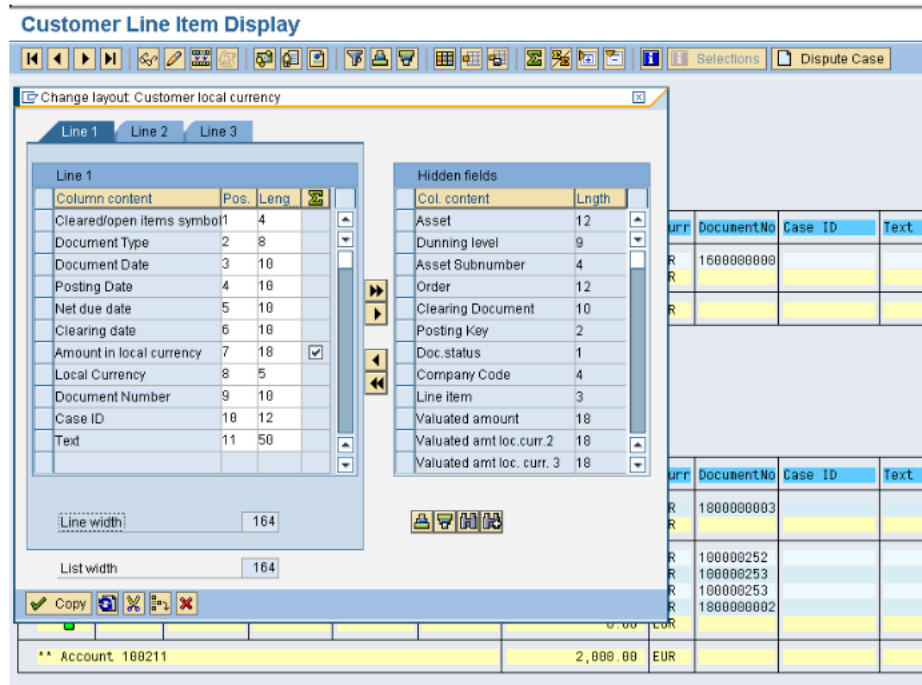 Customer Line Item Display
Selections Dispute Case
Change layout: Customer local currency
Line 1 Line 2 Line 3
Line 1
Column content Pos. Leng
Cleared/open items symbol 1 4
Document Type 2 8
Document Date 3 10
Posting Date 4 10
Net due date 5 10
Clearing date 6 10
Amount in local currency 7 18
Local Currency 8 5
Document Number 9 10
Case ID 10 12
Text 11 50
Line width 164
List width 164
Hidden fields
Col. content Lngth
Asset 12
Dunning level 9
Asset Subnumber 4
Order 12
Clearing Document 10
Posting Key 2
Doc.status 1
Company Code 4
Line item 3
Valuated amount 18
Valuated amt loc.curr.2 18
Valuated amt loc. curr. 3 18
Copy
urr DocumentNo Case ID Text
R 1600000000
R
R
urr DocumentNo Case ID Text
R 1800000003
R
R 100000252
R 100000253
R 100000253
R 1800000002
0.00 EUR
** Account 100211 2,000.00 EUR